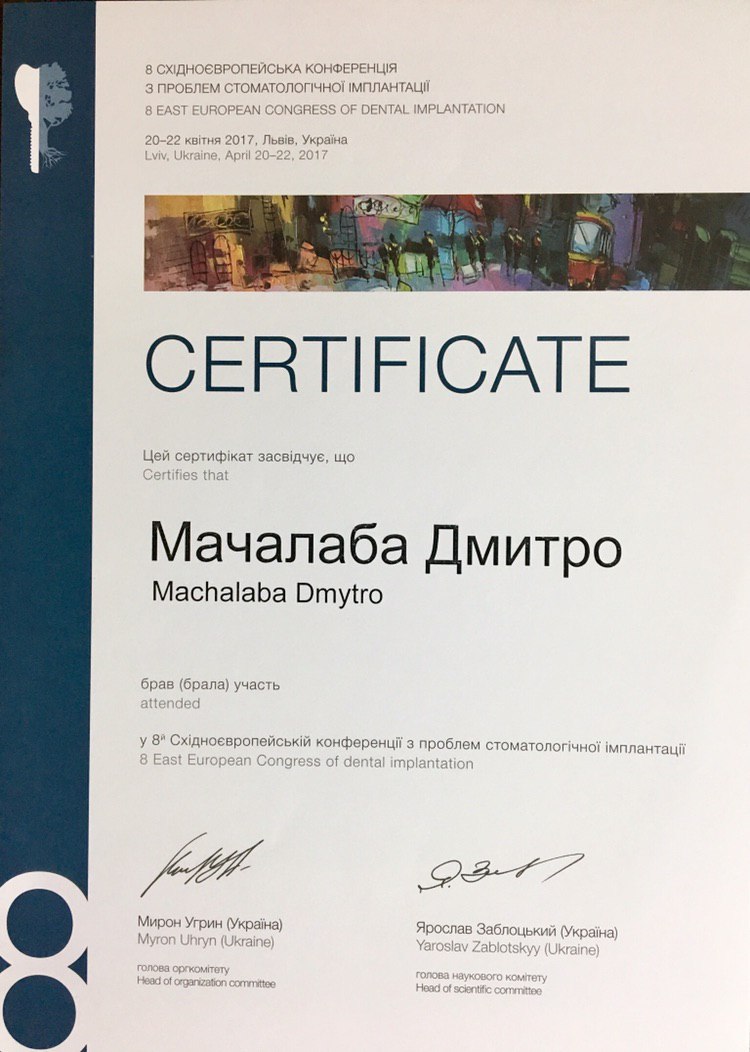 8 СХІДНОЄВРОПЕЙСЬКА КОНФЕРЕНЦІЯ
З ПРОБЛЕМ СТОМАТОЛОГІЧНОЇ ІМПЛАНТАЦІЇ
8 EAST EUROPEAN CONGRESS OF DENTAL IMPLANTATION
20–22 квітня 2017, Львів, Україна
Lviv, Ukraine, April 20–22, 2017
CERTIFICATE
Цей сертифікат засвідчує, що
Certifies that
Мачалаба Дмитро
Machalaba Dmytro
брав (брала) участь
attended
у 8й Східноєвропейській конференції з проблем стоматологічної імплантації
8 East European Congress of dental implantation
Мирон Угрин (Україна)
Myron Uhryn (Ukraine)
голова оргкомітету
Head of organization committee
Ярослав Заблоцький (Україна)
Yaroslav Zablotskyy (Ukraine)
голова наукового комітету
Head of scientific committee
8